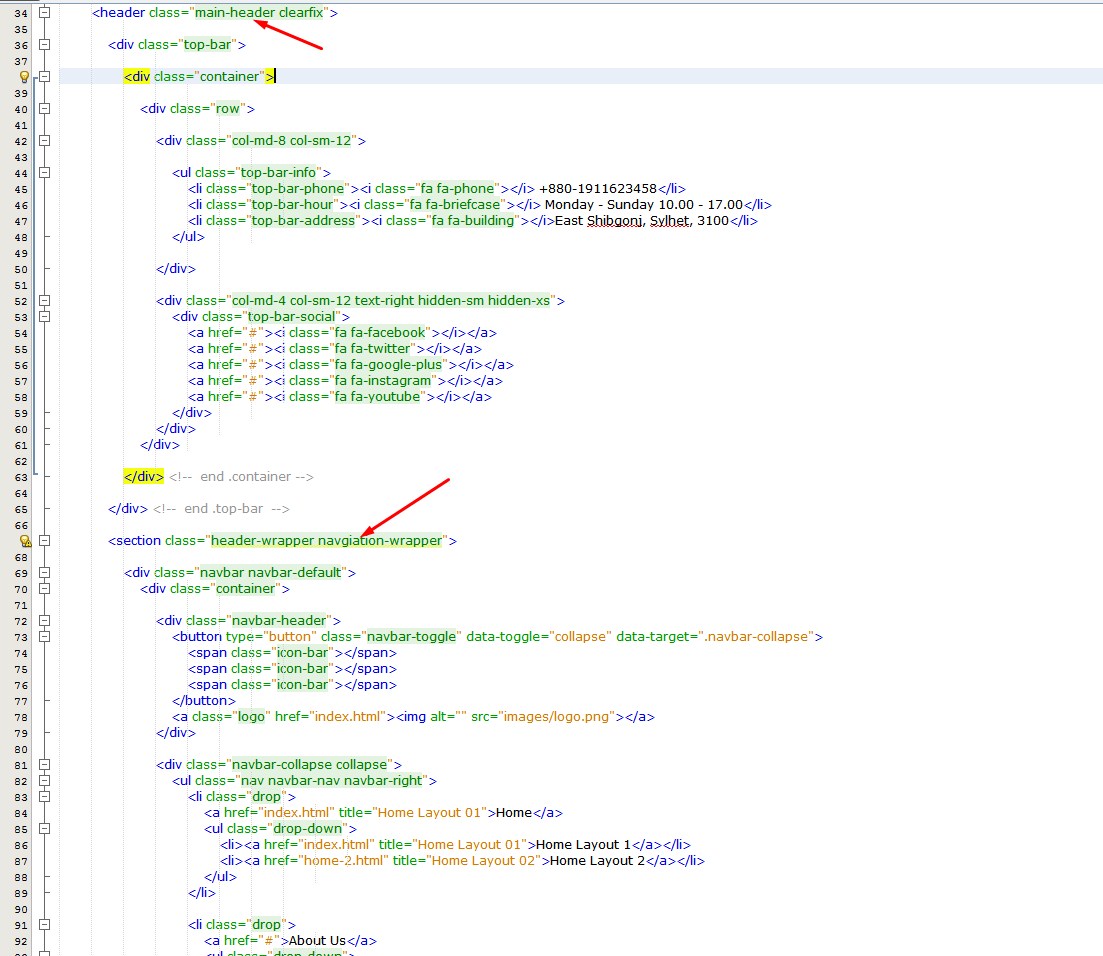 34 <header class="main-header clearfix">
35
36 <div class="top-bar">
37
<div class="container">
39
40 <div class="row">
41
42 <div class="col-md-8 col-sm-12">
43
44 <ul class="top-bar-info">
45 <li class="top-bar-phone"><i class="fa fa-phone"></i> +880-1911623458</li>
46 <li class="top-bar-hour"><i class="fa fa-briefcase"></i> Monday - Sunday 10.00 - 17.00</li>
47 <li class="top-bar-address"><i class="fa fa-building"></i>East Shibgonj, Sylhet, 3100</li>
48 </ul>
49
50 </div>
51
52 <div class="col-md-4 col-sm-12 text-right hidden-sm hidden-xs">
53 <div class="top-bar-social">
54 <a href="#"><i class="fa fa-facebook"></i></a>
55 <a href="#"><i class="fa fa-twitter"></i></a>
56 <a href="#"><i class="fa fa-google-plus"></i></a>
57 <a href="#"><i class="fa fa-instagram"></i></a>
58 <a href="#"><i class="fa fa-youtube"></i></a>
59 </div>
60 </div>
61 </div>
62
63 </div> <!-- end .container -->
64
65 </div> <!-- end .top-bar -->
66
<section class="header-wrapper navgiation-wrapper">
68
69 <div class="navbar navbar-default">
70 <div class="container">
71
72 <div class="navbar-header">
73 <button type="button" class="navbar-toggle" data-toggle="collapse" data-target=".navbar-collapse">
74 <span class="icon-bar"></span>
75 <span class="icon-bar"></span>
76 <span class="icon-bar"></span>
77 </button>
78 <a class="logo" href="index.html"><img alt="" src="images/logo.png"></a>
79 </div>
80
81 <div class="navbar-collapse collapse">
82 <ul class="nav navbar-nav navbar-right">
83 <li class="drop">
84 <a href="index.html" title="Home Layout 01">Home</a>
85 <ul class="drop-down">
86 <li><a href="index.html" title="Home Layout 01">Home Layout 1</a></li>
87 <li><a href="home-2.html" title="Home Layout 02">Home Layout 2</a></li>
88 </ul>
89 </li>
90
91 <li class="drop">
92 <a href="#">About Us</a>
<ul class="drop-down">